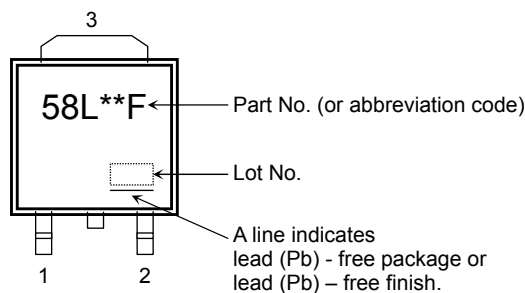 3
58L**F
Part No. (or abbreviation code)
Lot No.
A line indicates
lead (Pb) - free package or
lead (Pb) – free finish.
1
2